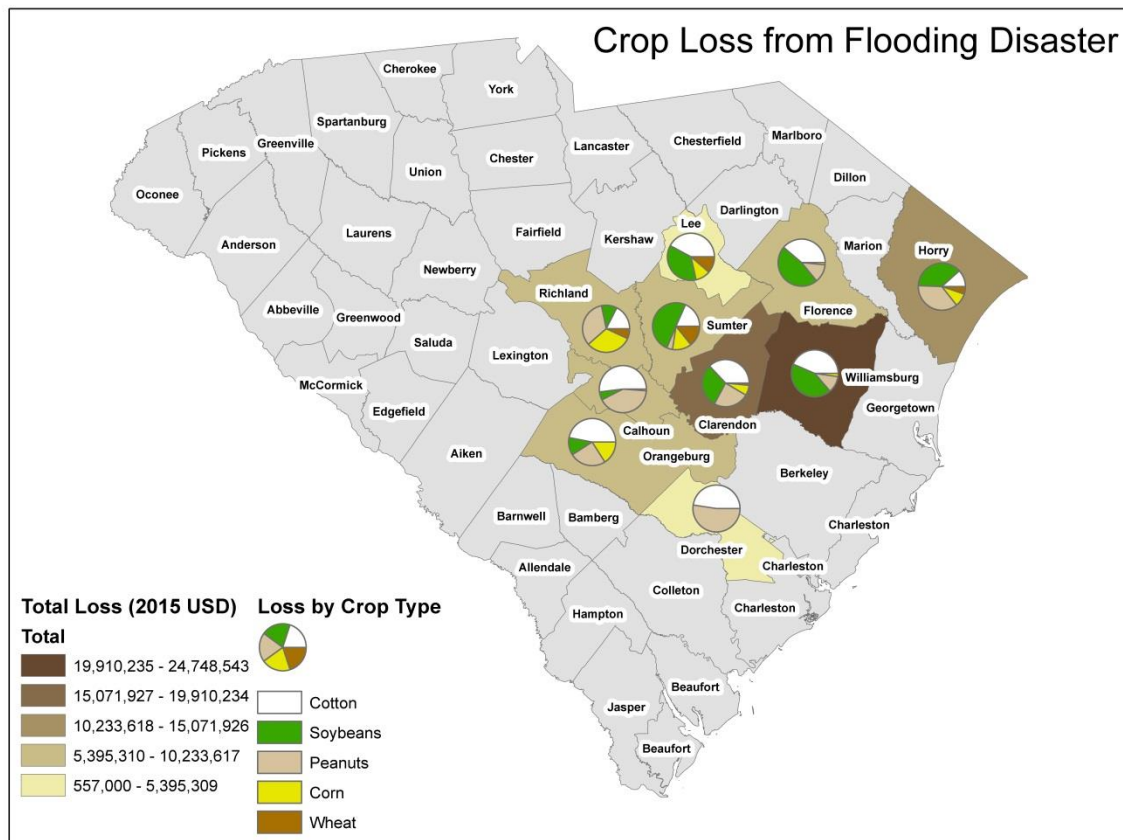 Crop Loss from Flooding Disaster
Cherokee
York
Spartanburg
Greenville
Pickens
Oconee
Union
Chester
Lancaster
Chesterfield
Marlboro
Dillon
Darlington
Lee
Kershaw
Fairfield
Laurens
Anderson
Newberry
Marion
Horry
Richland
Abbeville
Greenwood
Saluda
Lexington
Sumter
Florence
McCormick
Edgefield
Williamsburg
Georgetown
Clarendon
Calhoun
Aiken
Orangeburg
Berkeley
Barnwell
Bamberg
Charleston
Dorchester
Allendale
Charleston
Colleton
Hampton
Charleston
Beaufort
Jasper
Beaufort
Total Loss (2015 USD)
Total
19,910,235 - 24,748,543
15,071,927 - 19,910,234
10,233,618 - 15,071,926
5,395,310 - 10,233,617
557,000 - 5,395,309
Loss by Crop Type
Cotton
Soybeans
Peanuts
Corn
Wheat